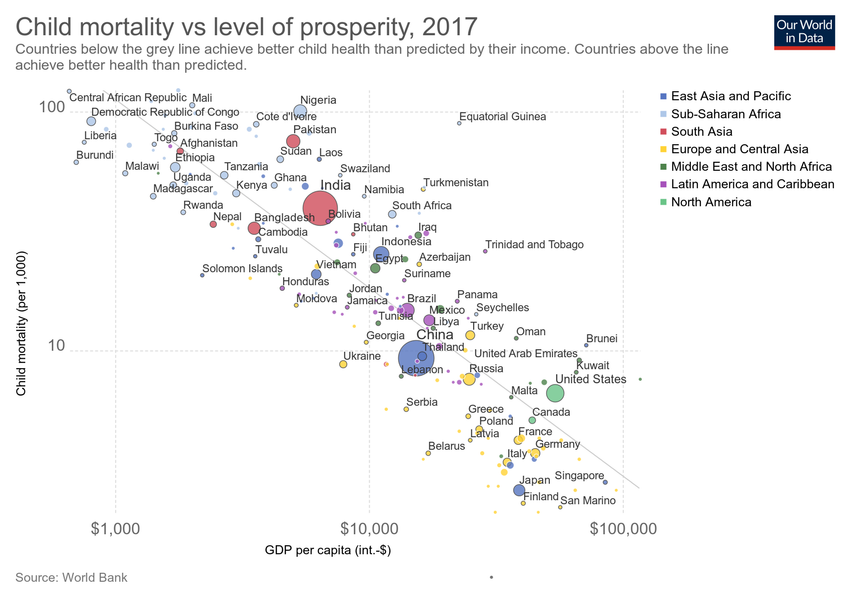 Child mortality vs level of prosperity, 2017
Countries below the grey line achieve better child health than predicted by their income. Countries above the line
achieve better health than predicted.
Our World
in Data
East Asia and Pacific
Sub-Saharan Africa
South Asia
Europe and Central Asia
Middle East and North Africa
Latin America and Caribbean
North America
Child mortality (per 1,000)
100
10
Central African Republic
Mali
Nigeria
Democratic Republic of Congo
Cote d'Ivoire
Equatorial Guinea
Burkina Faso
Pakistan
Liberia
Togo
Afghanistan
Burundi
Ethiopia
Sudan
Laos
Malawi
Tanzania
Swaziland
Uganda
Ghana
India
Turkmenistan
Madagascar
Kenya
Namibia
Rwanda
South Africa
Nepal
Bangladesh
Bolivia
Cambodia
Bhutan
Iraq
Tuvalu
Fiji
Indonesia
Trinidad and Tobago
Solomon Islands
Vietnam
Egypt
Azerbaijan
Honduras
Suriname
Moldova
Jordan
Jamaica
Brazil
Panama
Tunisia
Mexico
Seychelles
Libya
Georgia
China
Turkey
Oman
Thailand
Brunei
Ukraine
United Arab Emirates
Lebanon
Russia
Kuwait
United States
Serbia
Malta
Greece
Canada
Poland
Latvia
France
Belarus
Italy
Germany
Japan
Singapore
Finland
San Marino
$1,000
$10,000
$100,000
GDP per capita (int.-$)
Source: World Bank